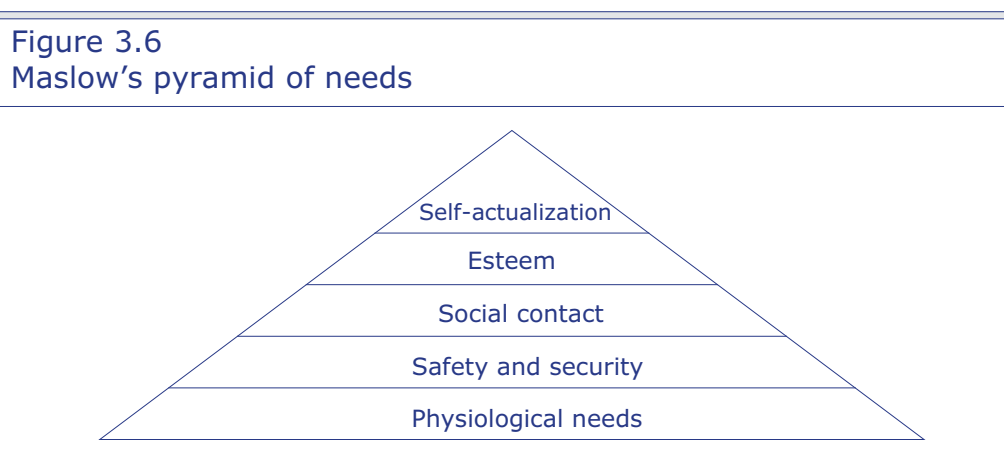 Figure 3.6
Maslow’s pyramid of needs
Self-actualization
Esteem
Social contact
Safety and security
Physiological needs